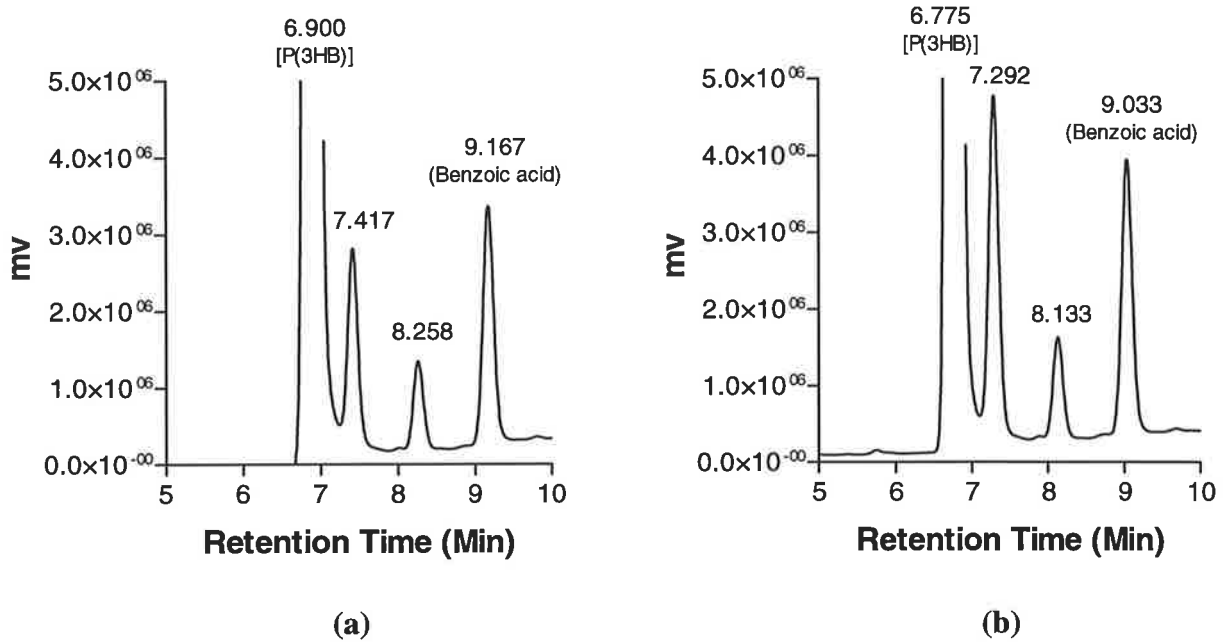 6.900
[P(3HB)]
5.0×10⁰⁶
4.0×10⁰⁶
3.0×10⁰⁶
2.0×10⁰⁶
1.0×10⁰⁶
0.0×10⁻⁰⁰
mv
7.417
8.258
9.167
(Benzoic acid)
5 6 7 8 9 10
Retention Time (Min)
(a)
6.775
[P(3HB)]
5.0×10⁰⁶
4.0×10⁰⁶
3.0×10⁰⁶
2.0×10⁰⁶
1.0×10⁰⁶
0.0×10⁻⁰⁰
mv
7.292
8.133
9.033
(Benzoic acid)
5 6 7 8 9 10
Retention Time (Min)
(b)